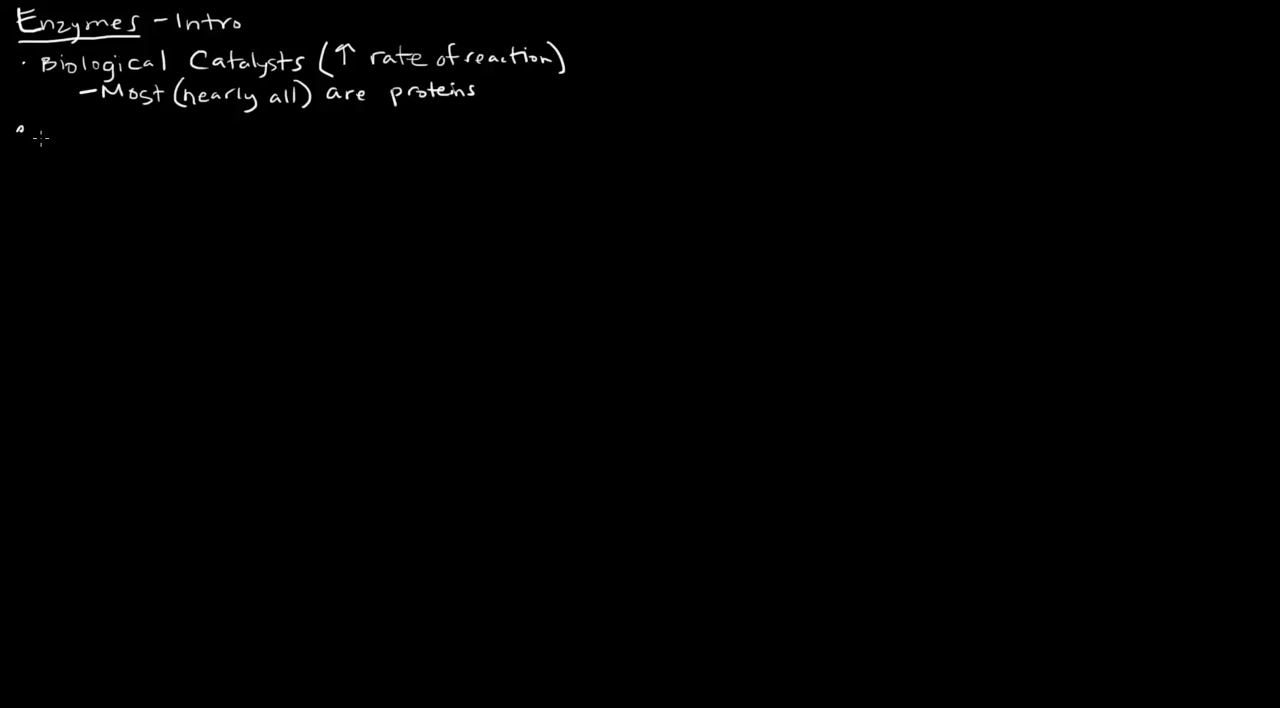 Enzymes - Intro
· Biological Catalysts (↑ rate of reaction)
- Most (nearly all) are proteins